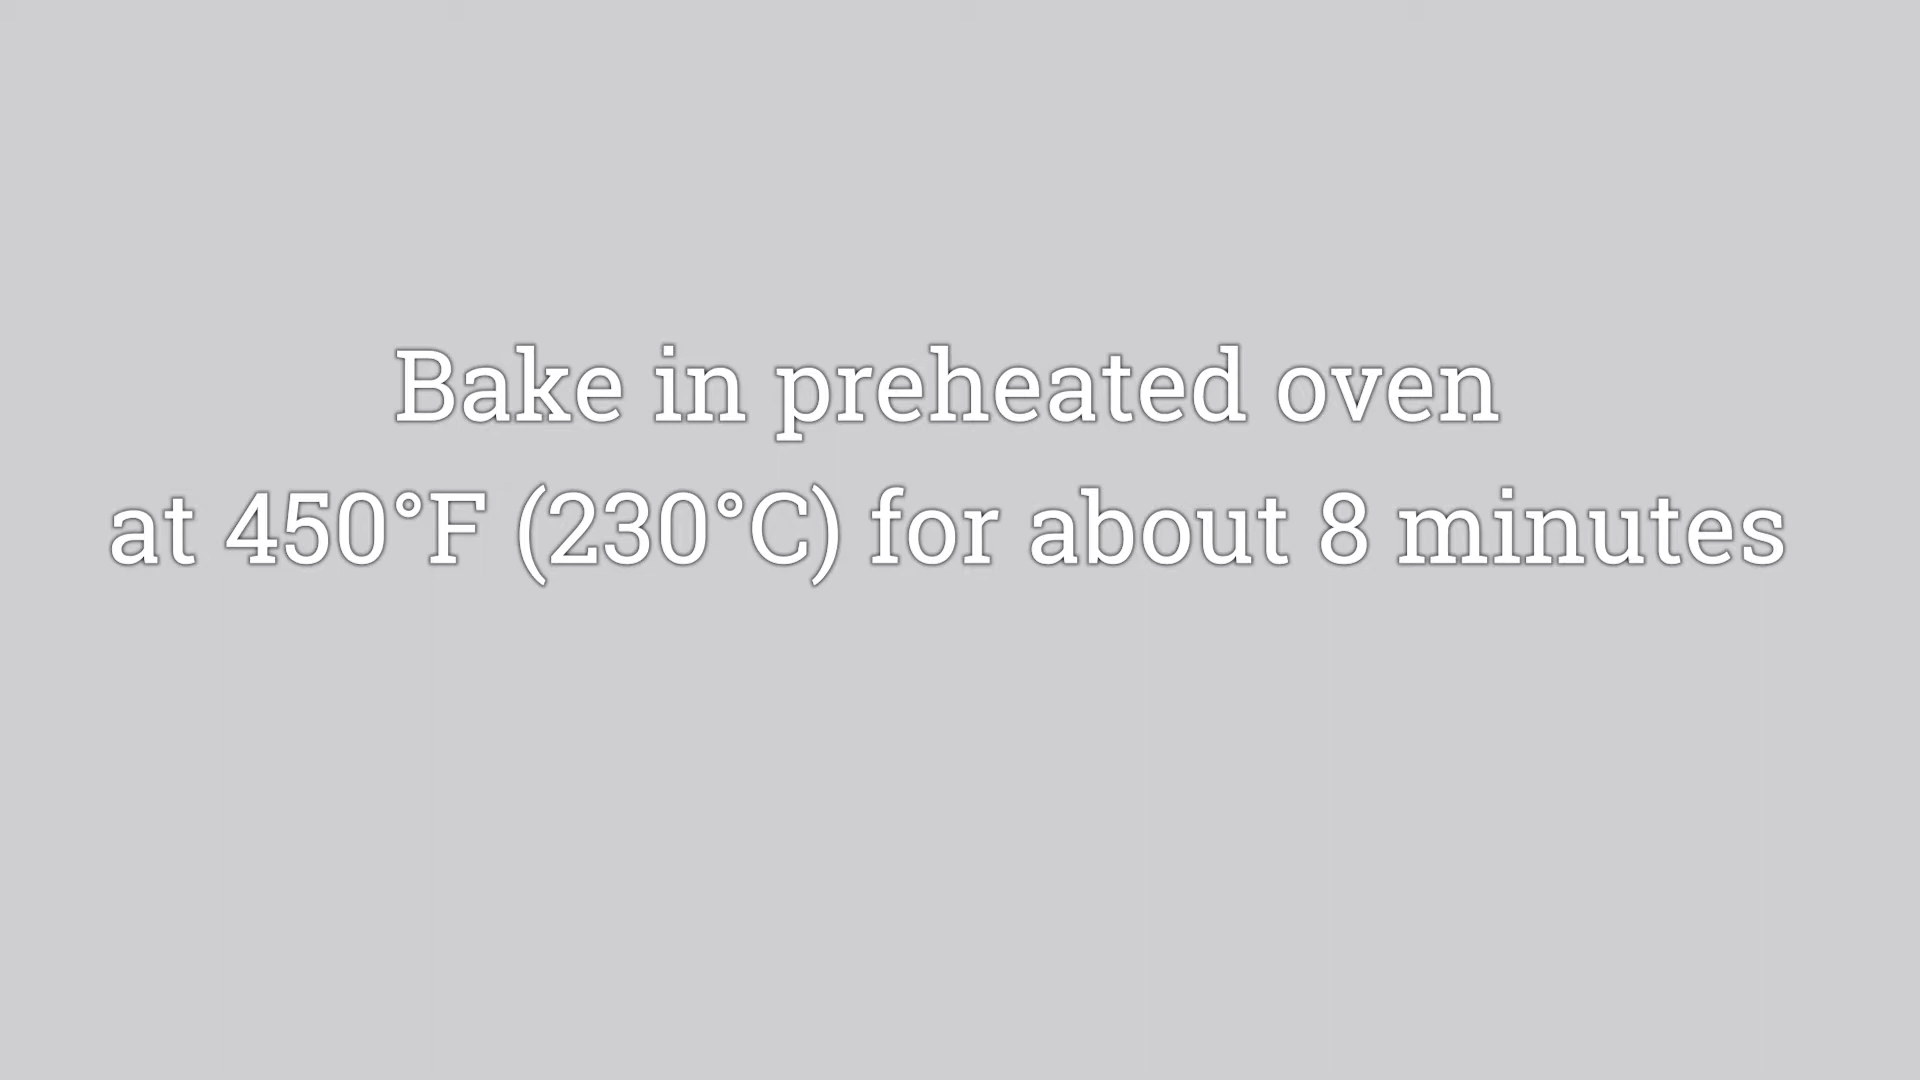 Bake in preheated oven
at 450°F (230°C) for about 8 minutes